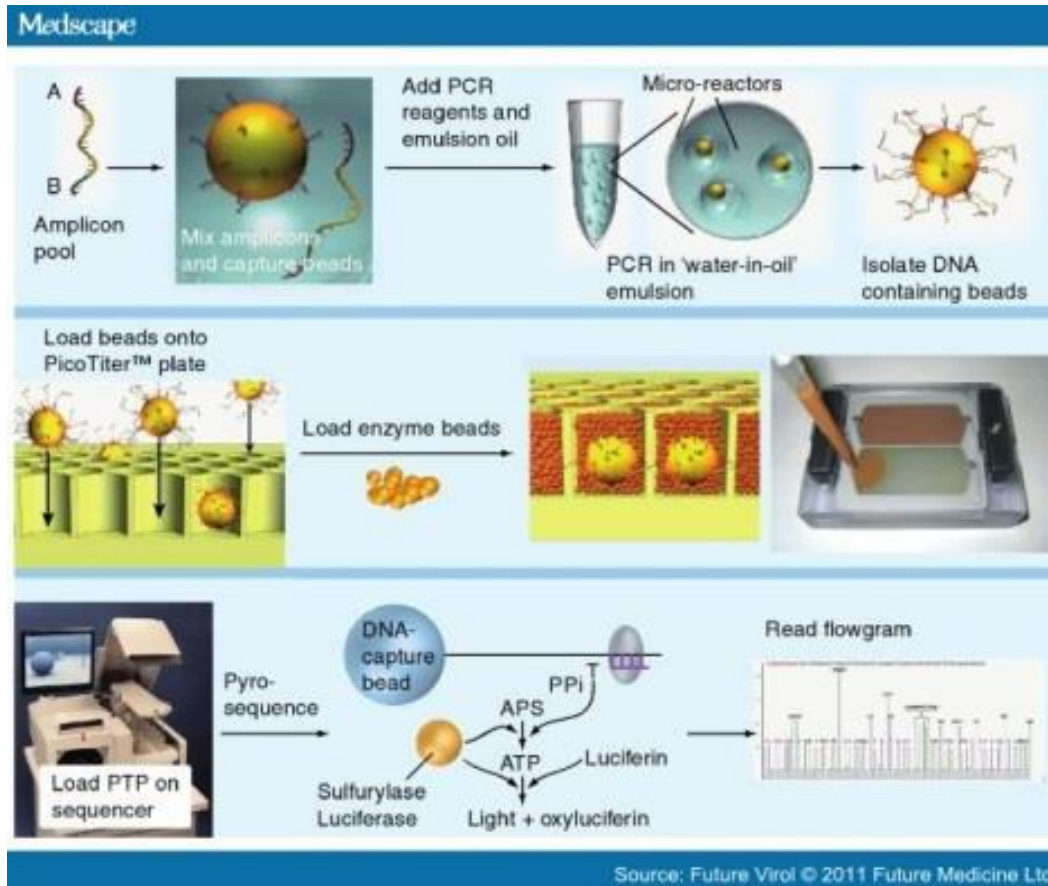 Medscape
A
B
Amplicon
pool
Mix amplicons
and capture beads
Add PCR
reagents and
emulsion oil
Micro-reactors
PCR in 'water-in-oil'
emulsion
Isolate DNA
containing beads
Load beads onto
PicoTiter™ plate
Load enzyme beads
Load PTP on
sequencer
Pyro-
sequence
DNA-
capture
bead
PPi
APS
ATP
Luciferin
Sulfurylase
Luciferase
Light + oxyluciferin
Read flowgram
Source: Future Virol © 2011 Future Medicine Ltd